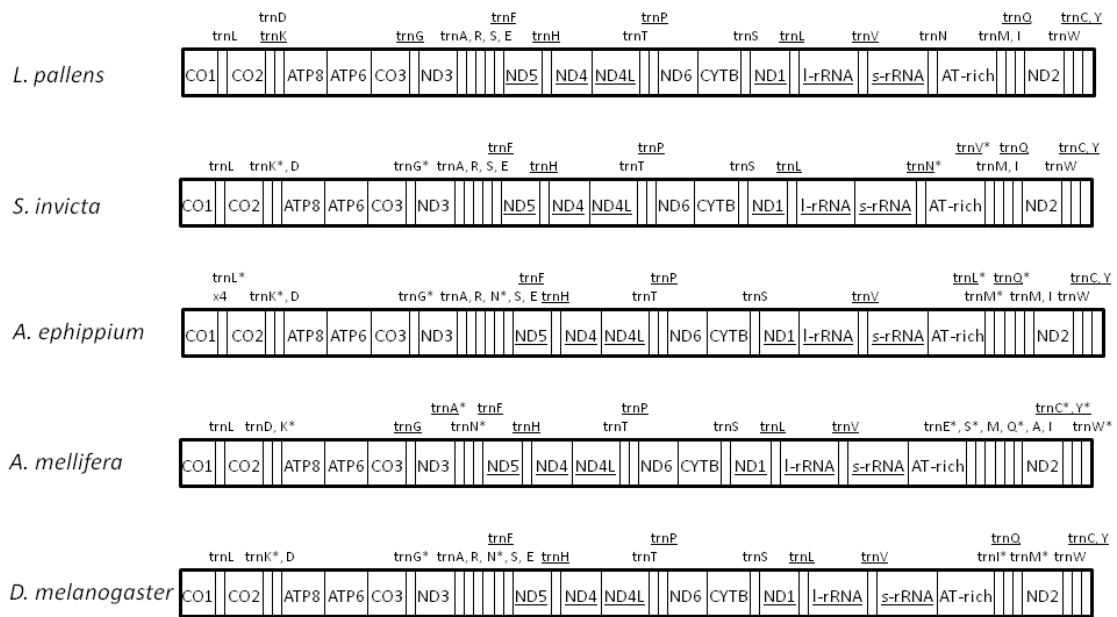 trnD trnF trnP trnQ trnC, Y
trnL trnK trnG trnA, R, S, E trnH trnT trnS trnL trnV trnN trnM, I trnW
L. pallens CO1 CO2 ATP8 ATP6 CO3 ND3 ND5 ND4 ND4L ND6 CYTB ND1 l-rRNA s-rRNA AT-rich ND2
trnF trnP trnV* trnQ trnC, Y
trnL trnK*, D trnG* trnA, R, S, E trnH trnT trnS trnL trnN* trnM, I trnW
S. invicta CO1 CO2 ATP8 ATP6 CO3 ND3 ND5 ND4 ND4L ND6 CYTB ND1 l-rRNA s-rRNA AT-rich ND2
trnL* trnF trnP trnL* trnQ* trnC, Y
x4 trnK*, D trnG* trnA, R, N*, S, E trnH trnT trnS trnV trnM* trnM, I trnW
A. ephippium CO1 CO2 ATP8 ATP6 CO3 ND3 ND5 ND4 ND4L ND6 CYTB ND1 l-rRNA s-rRNA AT-rich ND2
trnA* trnF trnP trnC*, Y*
trnL trnD, K* trnG trnN* trnH trnT trnS trnL trnV trnE*, S*, M, Q*, A, I trnW*
A. mellifera CO1 CO2 ATP8 ATP6 CO3 ND3 ND5 ND4 ND4L ND6 CYTB ND1 l-rRNA s-rRNA AT-rich ND2
trnF trnP trnQ trnC, Y
trnL trnK*, D trnG* trnA, R, N*, S, E trnH trnT trnS trnL trnV trnI* trnM* trnW
D. melanogaster CO1 CO2 ATP8 ATP6 CO3 ND3 ND5 ND4 ND4L ND6 CYTB ND1 l-rRNA s-rRNA AT-rich ND2